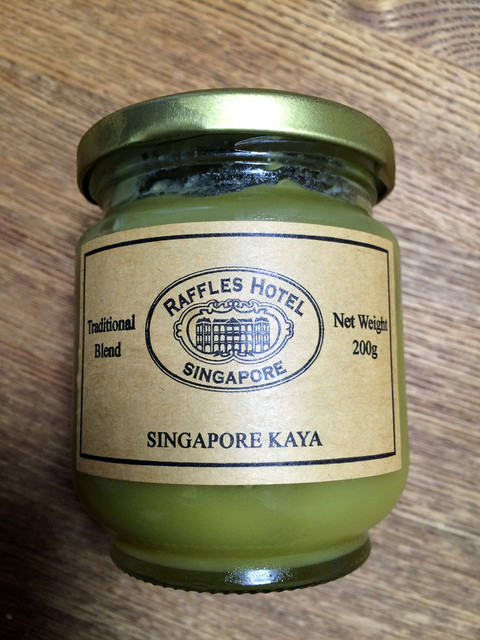 RAFFLES HOTEL
SINGAPORE
Traditional
Blend
Net Weight
200g
SINGAPORE KAYA